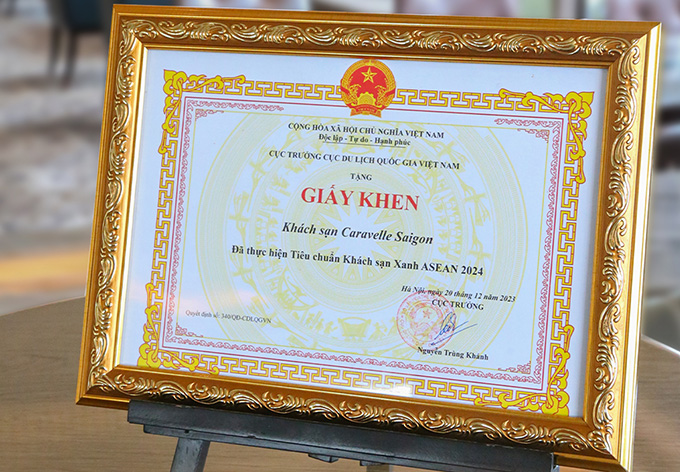 CỘNG HÒA XÃ HỘI CHỦ NGHĨA VIỆT NAM
Độc lập - Tự do - Hạnh phúc
CỤC TRƯỞNG CỤC DU LỊCH QUỐC GIA VIỆT NAM
TẶNG
GIẤY KHEN
Khách sạn Caravelle Saigon
Đã thực hiện Tiêu chuẩn Khách sạn Xanh ASEAN 2024
Hà Nội, ngày 20 tháng 12 năm 2023
CỤC TRƯỞNG
Quyết định số: 340/QĐ-CDLQGVN
Nguyễn Trùng Khánh